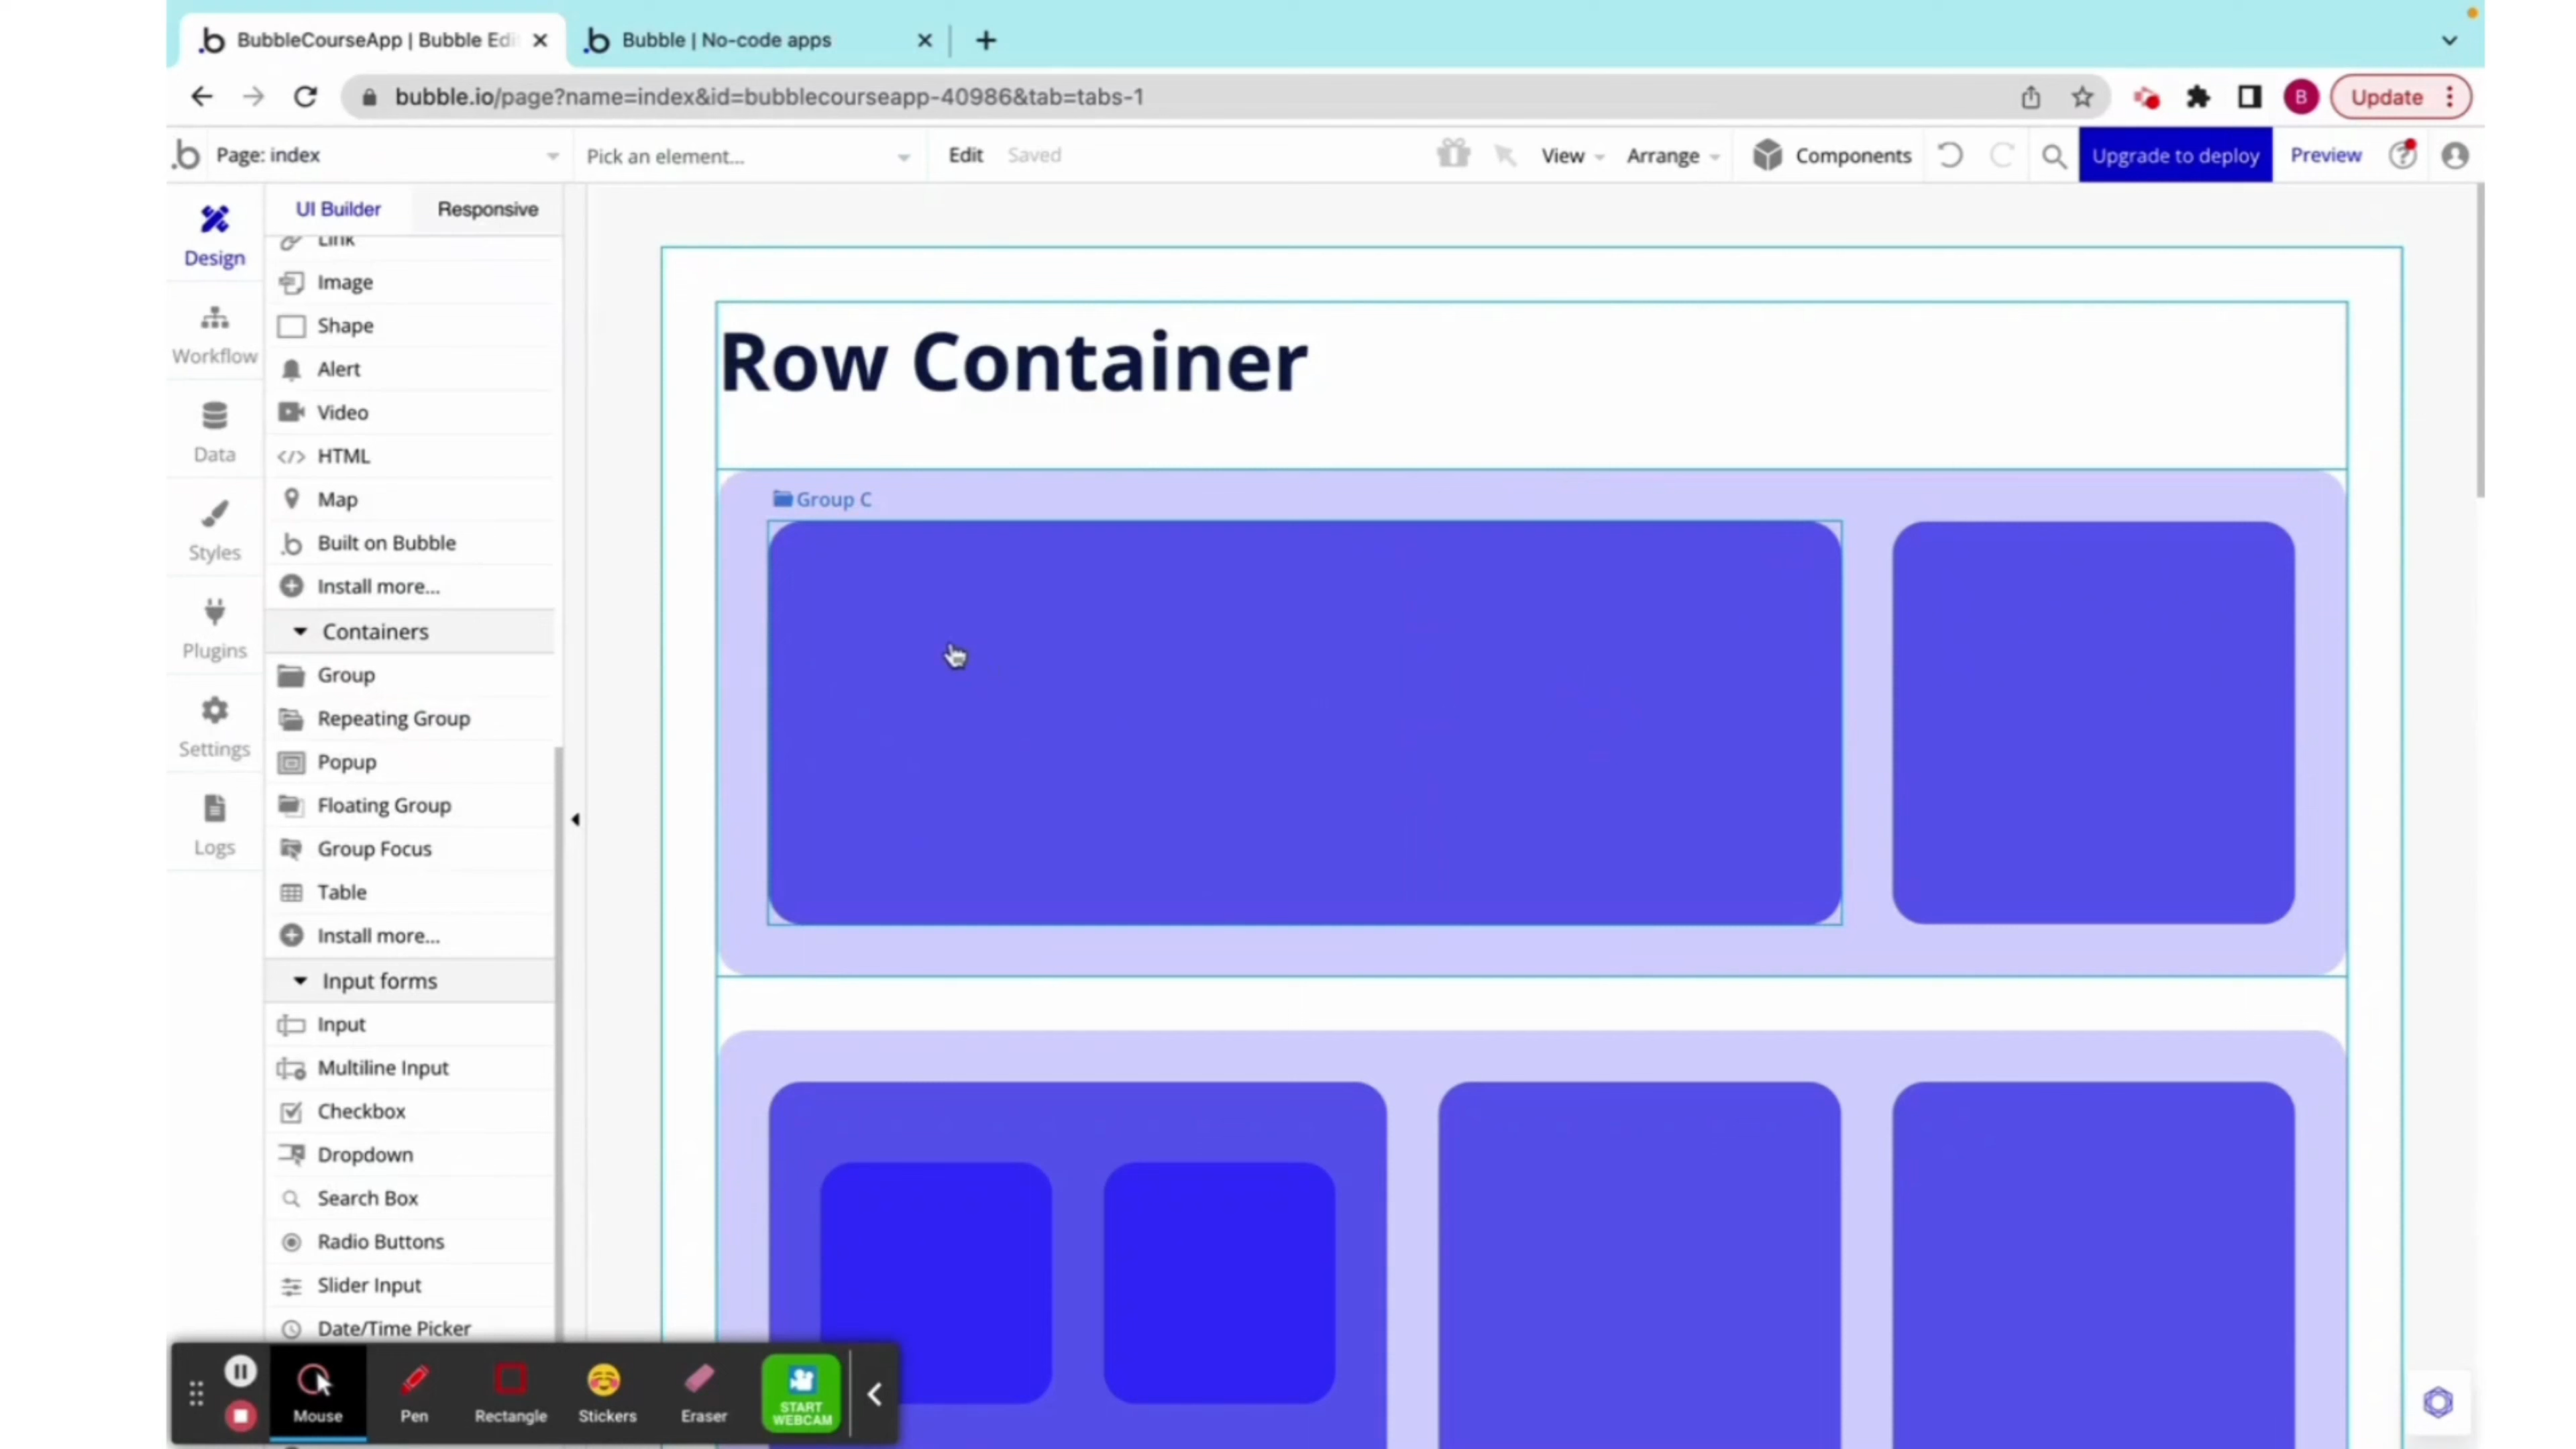 BubbleCourseApp | Bubble Edi
Bubble | No-code apps
bubble.io/page?name=index&id=bubblecourseapp-40986&tab=tabs-1
B
Update
Page: index
Pick an element...
Edit
Saved
View
Arrange
Components
Upgrade to deploy
Preview
UI Builder
Responsive
Design
Workflow
Data
Styles
Plugins
Settings
Logs
Link
Image
Shape
Alert
Video
HTML
Map
Built on Bubble
Install more...
Containers
Group
Repeating Group
Popup
Floating Group
Group Focus
Table
Install more...
Input forms
Input
Multiline Input
Checkbox
Dropdown
Search Box
Radio Buttons
Slider Input
Date/Time Picker
Row Container
Group C
Mouse
Pen
Rectangle
Stickers
Eraser
START
WEBCAM